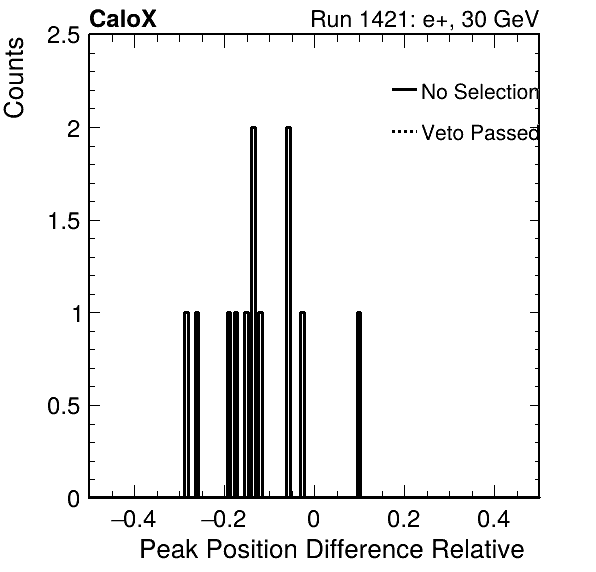 CaloX Run 1421: e+, 30 GeV
Counts
2.5
No Selection
Veto Passed
2
1.5
1
0.5
0
−0.4 −0.2 0 0.2 0.4
Peak Position Difference Relative